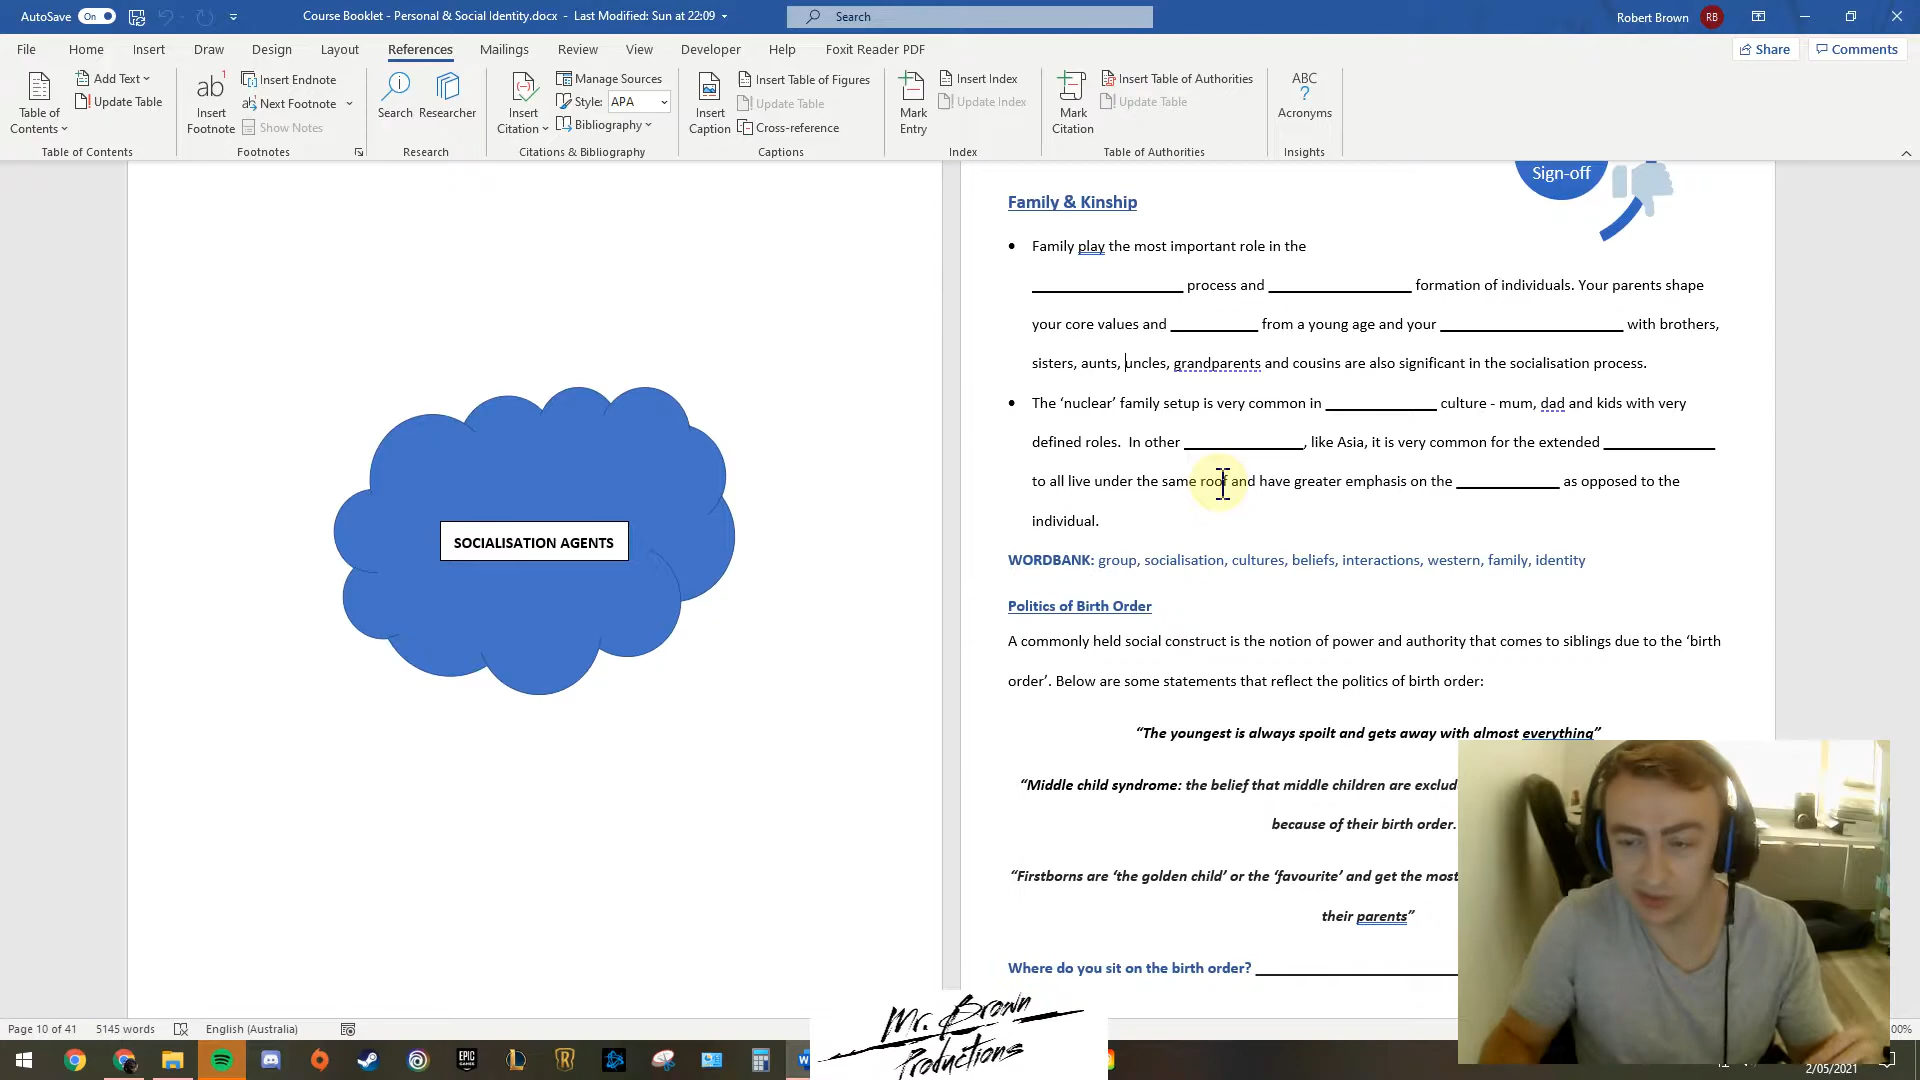 AutoSave On Course Booklet - Personal & Social Identity.docx - Last Modified: Sun at 22:09 Search Robert Brown RB
File Home Insert Draw Design Layout References Mailings Review View Developer Help Foxit Reader PDF Share Comments
Table of Contents
Add Text
Update Table
Table of Contents
ab 1
Insert Footnote
Insert Endnote
Next Footnote
Show Notes
Footnotes
Search
Researcher
Research
Insert Citation
Manage Sources
Style: APA
Bibliography
Citations & Bibliography
Insert Caption
Insert Table of Figures
Update Table
Cross-reference
Captions
Mark Entry
Insert Index
Update Index
Index
Mark Citation
Insert Table of Authorities
Update Table
Table of Authorities
ABC ?
Acronyms
Insights
SOCIALISATION AGENTS
Sign-off
Family & Kinship
• Family play the most important role in the
__________________ process and _________________ formation of individuals. Your parents shape
your core values and __________ from a young age and your ______________________ with brothers,
sisters, aunts, uncles, grandparents and cousins are also significant in the socialisation process.
• The ‘nuclear’ family setup is very common in _____________ culture - mum, dad and kids with very
defined roles. In other ______________, like Asia, it is very common for the extended _____________
to all live under the same roof and have greater emphasis on the ____________ as opposed to the
individual.
WORDBANK: group, socialisation, cultures, beliefs, interactions, western, family, identity
Politics of Birth Order
A commonly held social construct is the notion of power and authority that comes to siblings due to the ‘birth
order’. Below are some statements that reflect the politics of birth order:
“The youngest is always spoilt and gets away with almost everything”
“Middle child syndrome: the belief that middle children are exclud
because of their birth order.
“Firstborns are ‘the golden child’ or the ‘favourite’ and get the most
their parents”
Where do you sit on the birth order? ________________________
Mr. Brown
Productions
Page 10 of 41 5145 words English (Australia) 00%
EPIC GAMES
2/05/2021